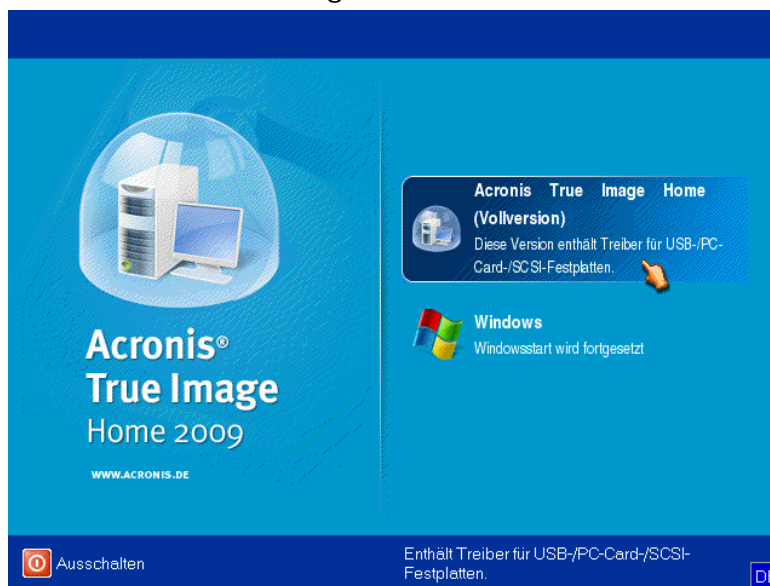 Acronis True Image Home
(Vollversion)
Diese Version enthält Treiber für USB-/PC-
Card-/SCSI-Festplatten.
Windows
Windowsstart wird fortgesetzt
Acronis®
True Image
Home 2009
WWW.ACRONIS.DE
Ausschalten
Enthält Treiber für USB-/PC-Card-/SCSI-
Festplatten.